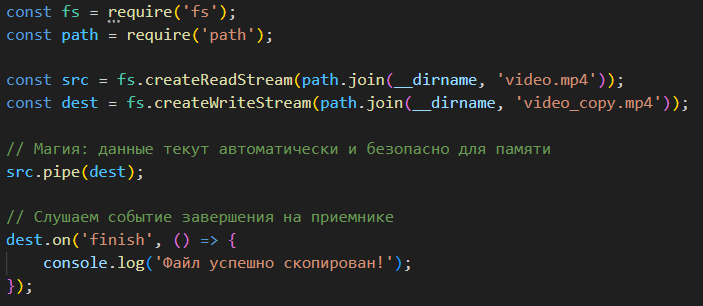 const fs = require('fs');
const path = require('path');
const src = fs.createReadStream(path.join(__dirname, 'video.mp4'));
const dest = fs.createWriteStream(path.join(__dirname, 'video_copy.mp4'));
// Магия: данные текут автоматически и безопасно для памяти
src.pipe(dest);
// Слушаем событие завершения на приемнике
dest.on('finish', () => {
    console.log('Файл успешно скопирован!');
});